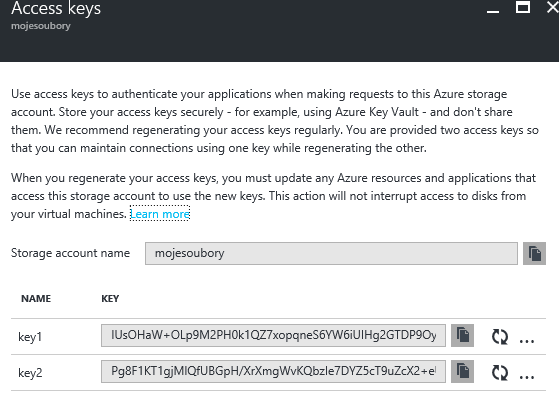 Access keys
mojesoubory
Use access keys to authenticate your applications when making requests to this Azure storage
account. Store your access keys securely - for example, using Azure Key Vault - and don't share
them. We recommend regenerating your access keys regularly. You are provided two access keys so
that you can maintain connections using one key while regenerating the other.
When you regenerate your access keys, you must update any Azure resources and applications that
access this storage account to use the new keys. This action will not interrupt access to disks from
your virtual machines. Learn more
Storage account name mojesoubory
NAME KEY
key1
key2